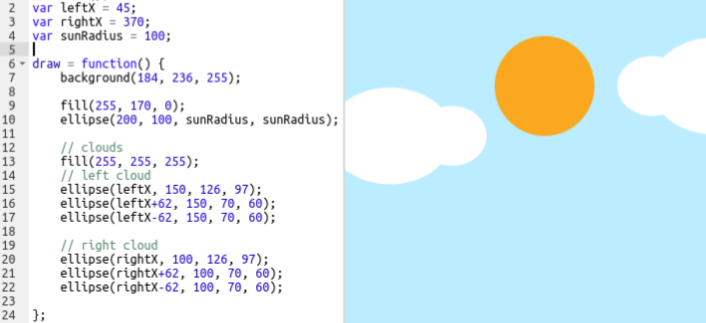 2 var leftX = 45;
3 var rightX = 370;
4 var sunRadius = 100;
5
6 draw = function() {
7 background(184, 236, 255);
8
9 fill(255, 170, 0);
10 ellipse(200, 100, sunRadius, sunRadius);
11
12 // clouds
13 fill(255, 255, 255);
14 // left cloud
15 ellipse(leftX, 150, 126, 97);
16 ellipse(leftX+62, 150, 70, 60);
17 ellipse(leftX-62, 150, 70, 60);
18
19 // right cloud
20 ellipse(rightX, 100, 126, 97);
21 ellipse(rightX+62, 100, 70, 60);
22 ellipse(rightX-62, 100, 70, 60);
23
24 };